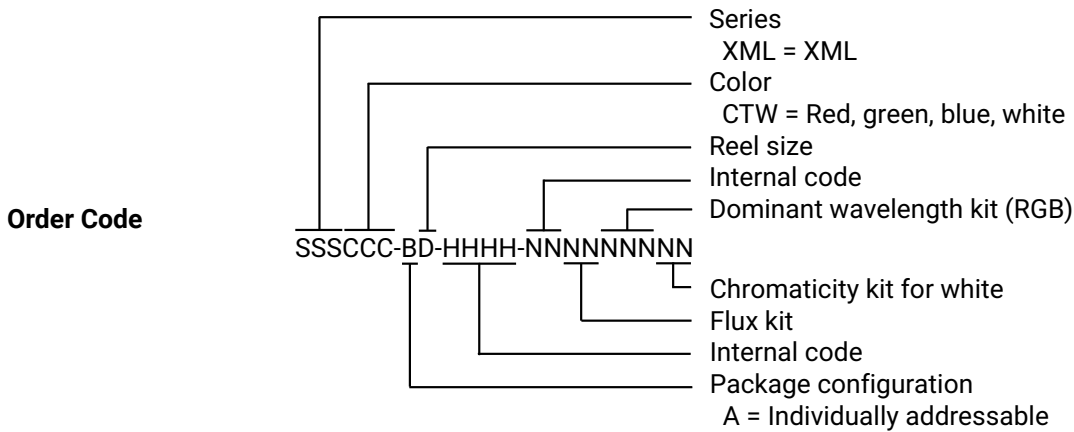 Series
XML = XML
Color
CTW = Red, green, blue, white
Reel size
Internal code
Dominant wavelength kit (RGB)
Order Code
SSSCCC-BD-HHHH-NNNNNNNNN
Chromaticity kit for white
Flux kit
Internal code
Package configuration
A = Individually addressable